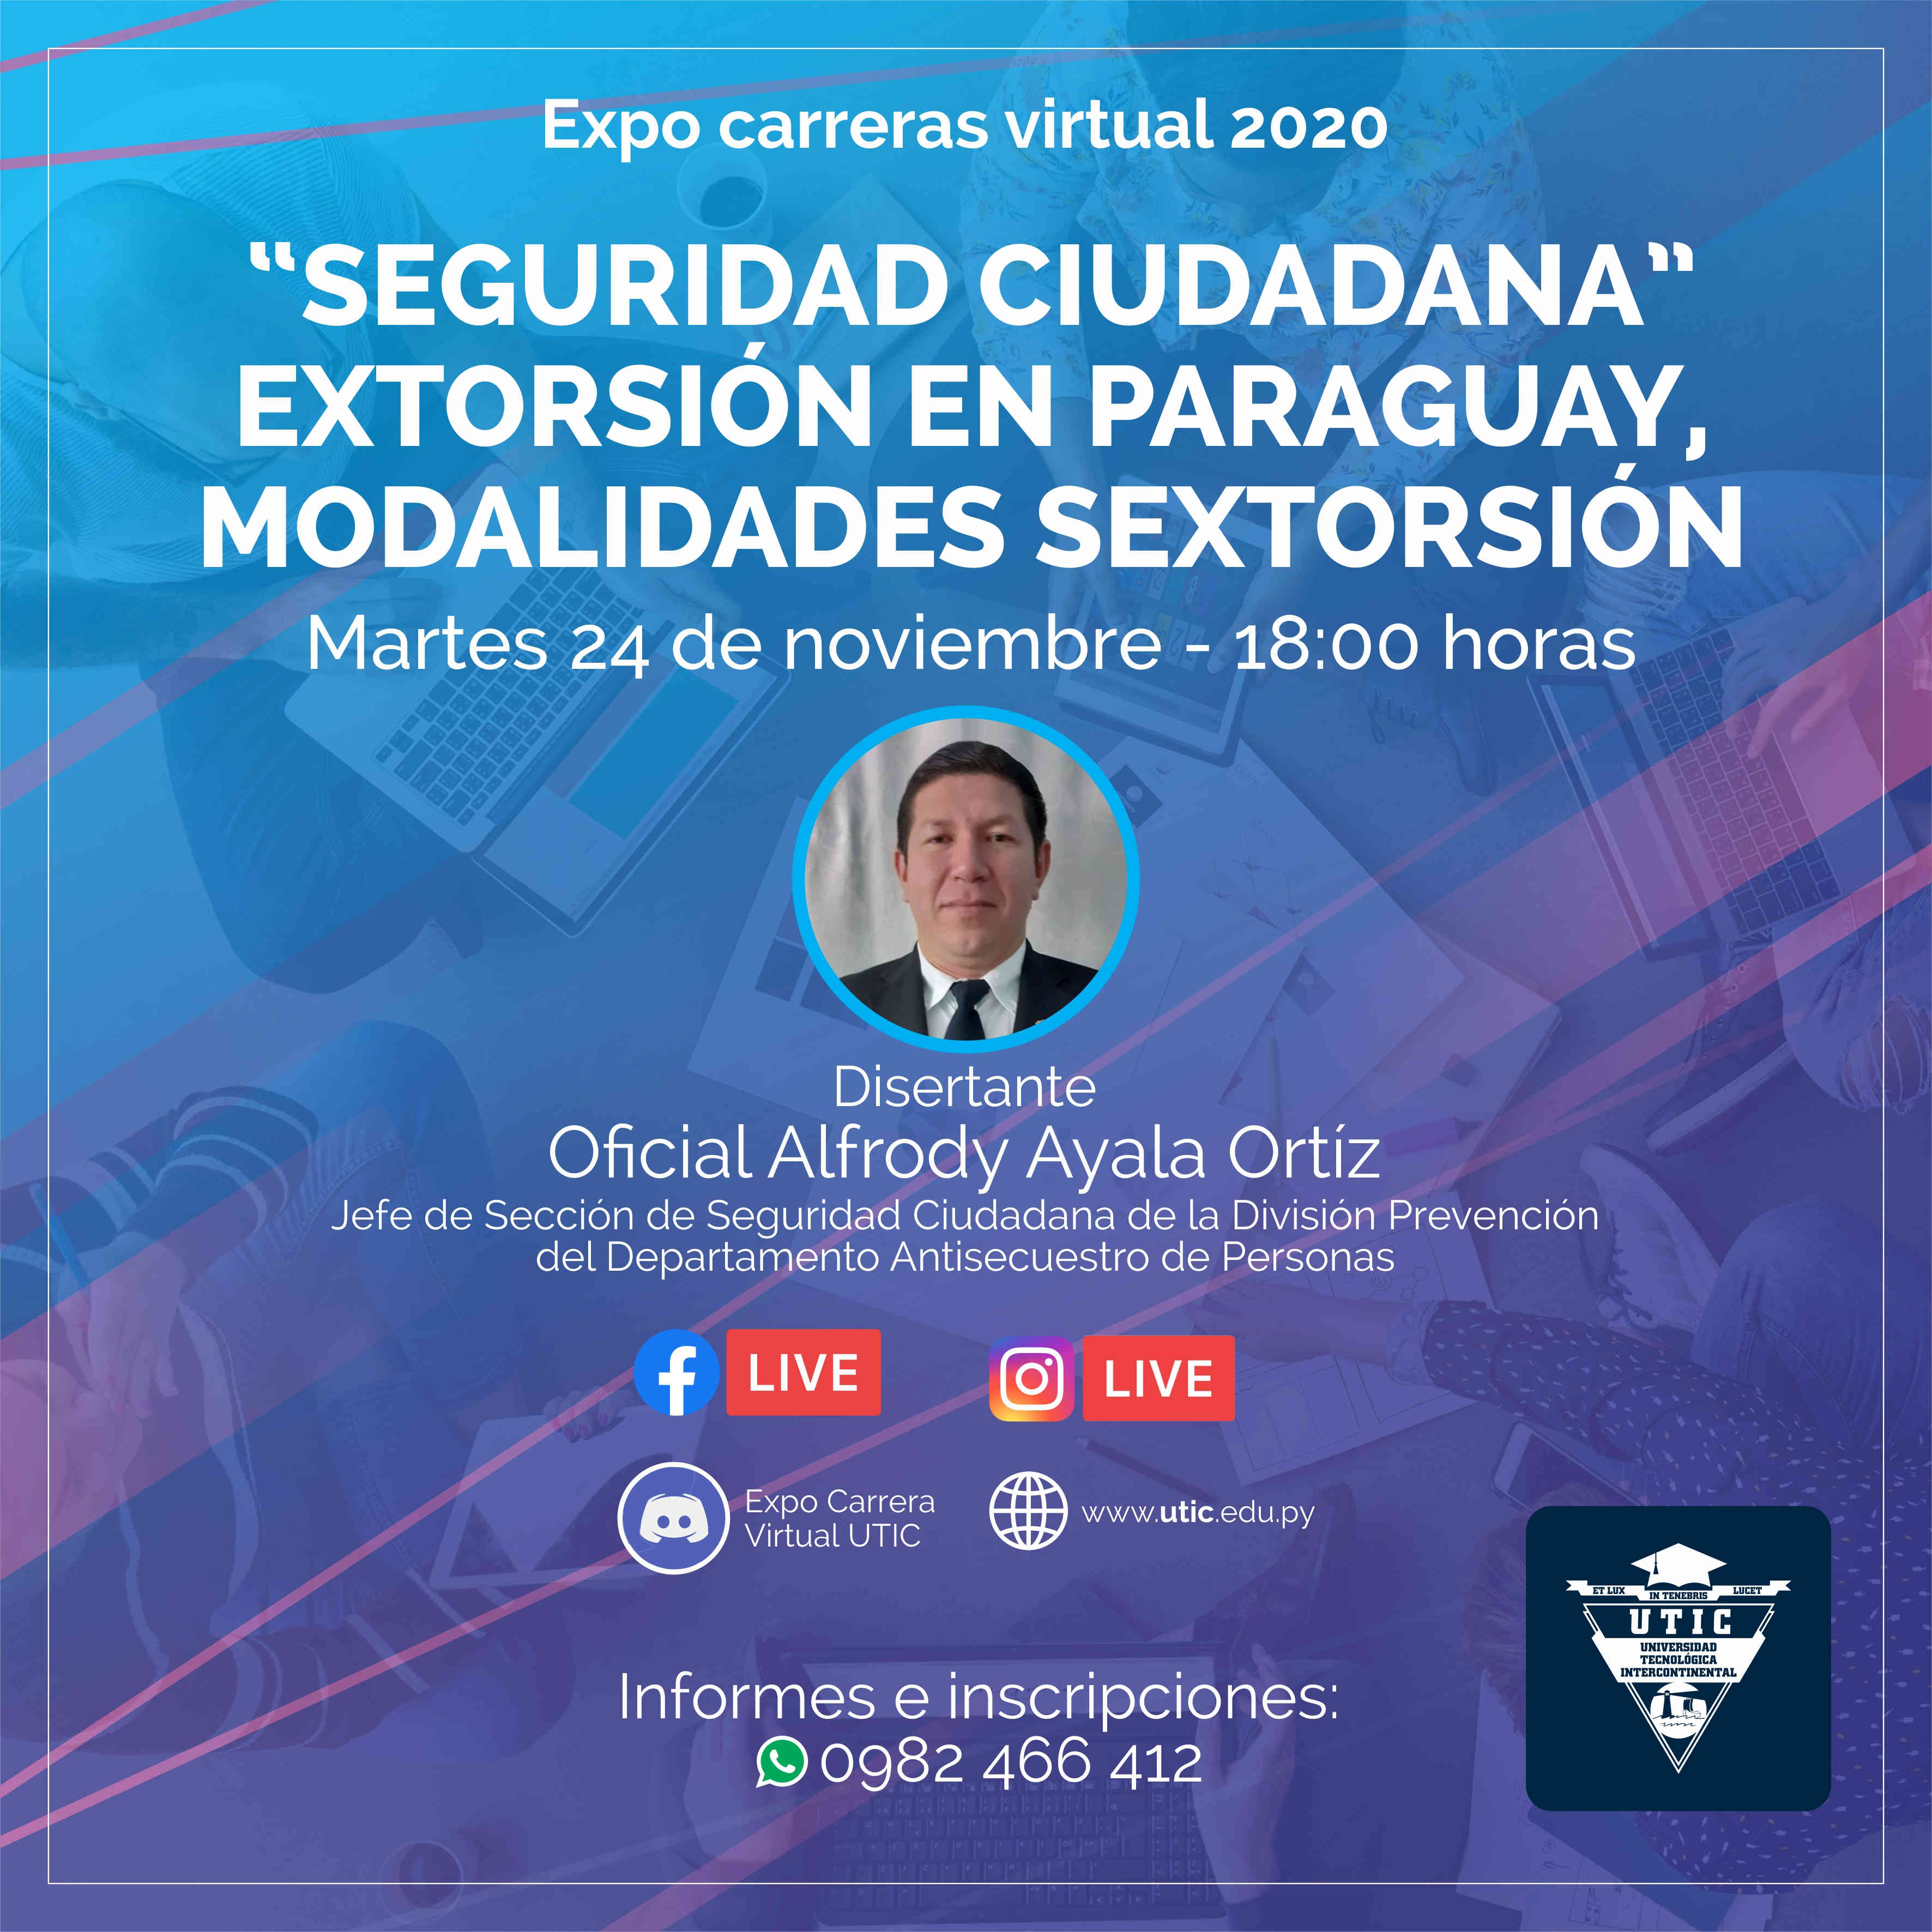 Expo carreras virtual 2020
“SEGURIDAD CIUDADANA”
EXTORSIÓN EN PARAGUAY,
MODALIDADES SEXTORSIÓN
Martes 24 de noviembre - 18:00 horas
Disertante
Oficial Alfrody Ayala Ortíz
Jefe de Sección de Seguridad Ciudadana de la División Prevención
del Departamento Antisecuestro de Personas
LIVE
LIVE
Expo Carrera
Virtual UTIC
www.utic.edu.py
ET LUX IN TENEBRIS LUCET
UTIC
UNIVERSIDAD
TECNOLÓGICA
INTERCONTINENTAL
Informes e inscripciones:
0982 466 412